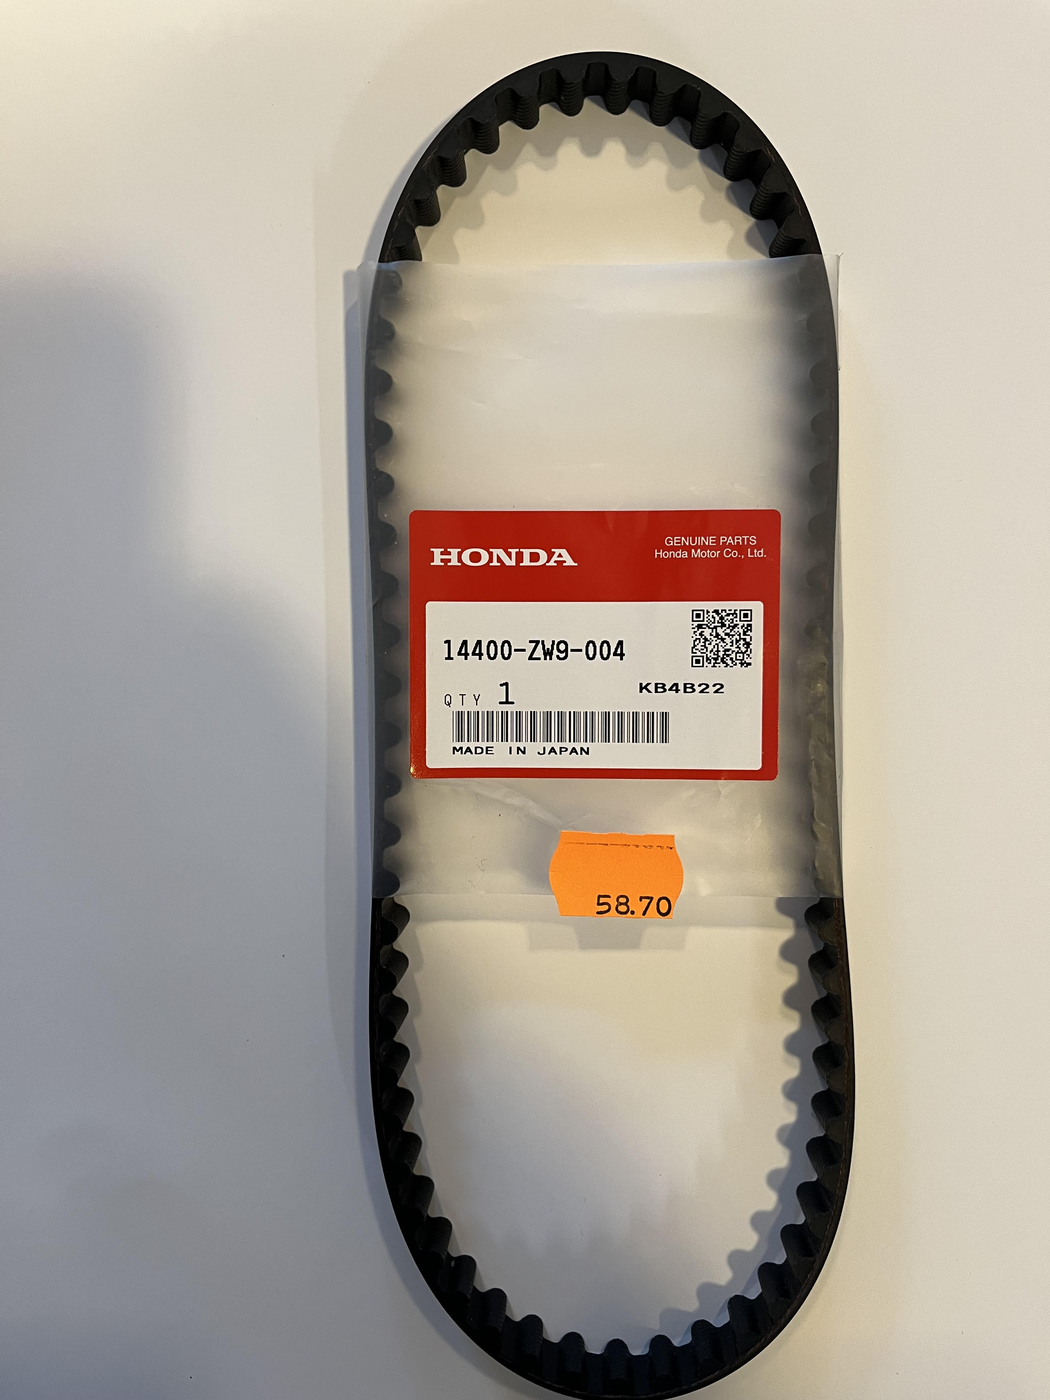 HONDA
GENUINE PARTS
Honda Motor Co., Ltd.
14400-ZW9-004
QTY 1
KB4B22
MADE IN JAPAN
58.70